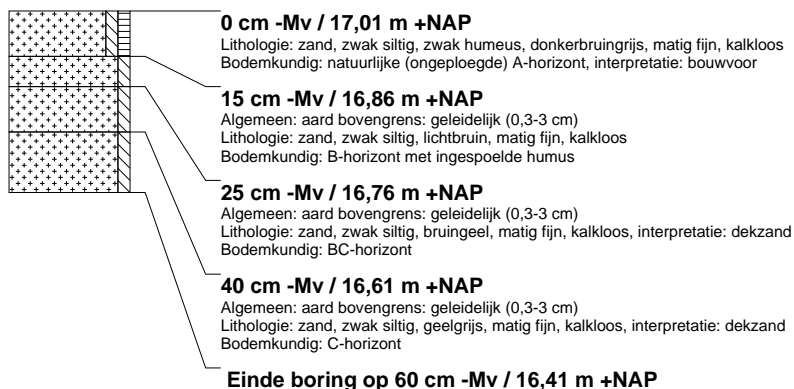 0 cm -Mv / 17,01 m +NAP
Lithologie: zand, zwak siltig, zwak humeus, donkerbruingrijs, matig fijn, kalkloos
Bodemkundig: natuurlijke (ongeploegde) A-horizont, interpretatie: bouwvoor
15 cm -Mv / 16,86 m +NAP
Algemeen: aard bovengrens: geleidelijk (0,3-3 cm)
Lithologie: zand, zwak siltig, lichtbruin, matig fijn, kalkloos
Bodemkundig: B-horizont met ingespoelde humus
25 cm -Mv / 16,76 m +NAP
Algemeen: aard bovengrens: geleidelijk (0,3-3 cm)
Lithologie: zand, zwak siltig, bruingeel, matig fijn, kalkloos, interpretatie: dekzand
Bodemkundig: BC-horizont
40 cm -Mv / 16,61 m +NAP
Algemeen: aard bovengrens: geleidelijk (0,3-3 cm)
Lithologie: zand, zwak siltig, geelgrijs, matig fijn, kalkloos, interpretatie: dekzand
Bodemkundig: C-horizont
Einde boring op 60 cm -Mv / 16,41 m +NAP